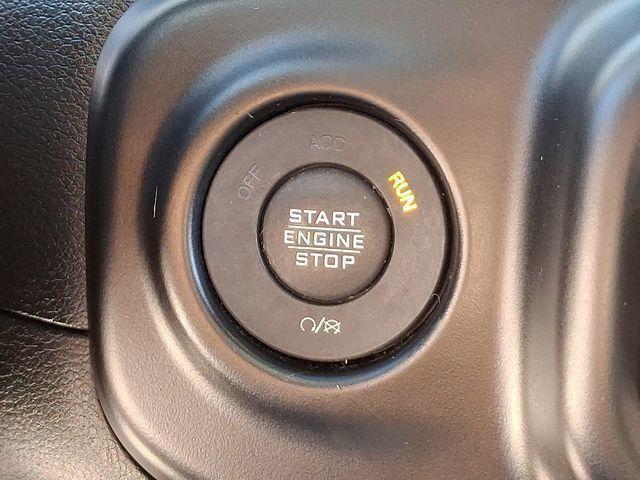 OFF
ACC
RUN
START
ENGINE
STOP